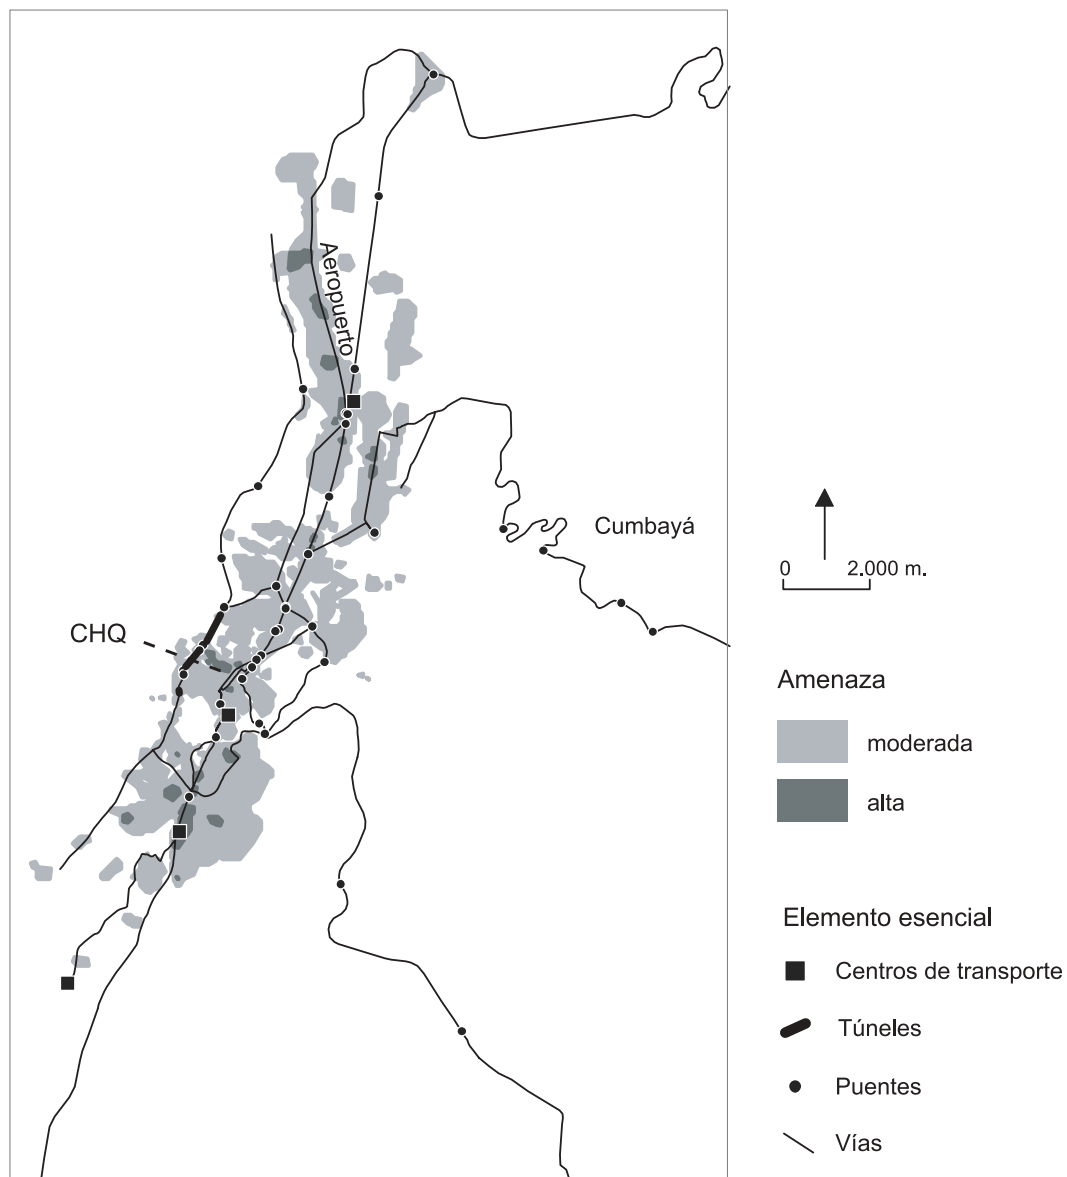 Aeropuerto
Cumbayá
CHQ
0 2.000 m.
Amenaza
moderada
alta
Elemento esencial
Centros de transporte
Túneles
Puentes
Vías